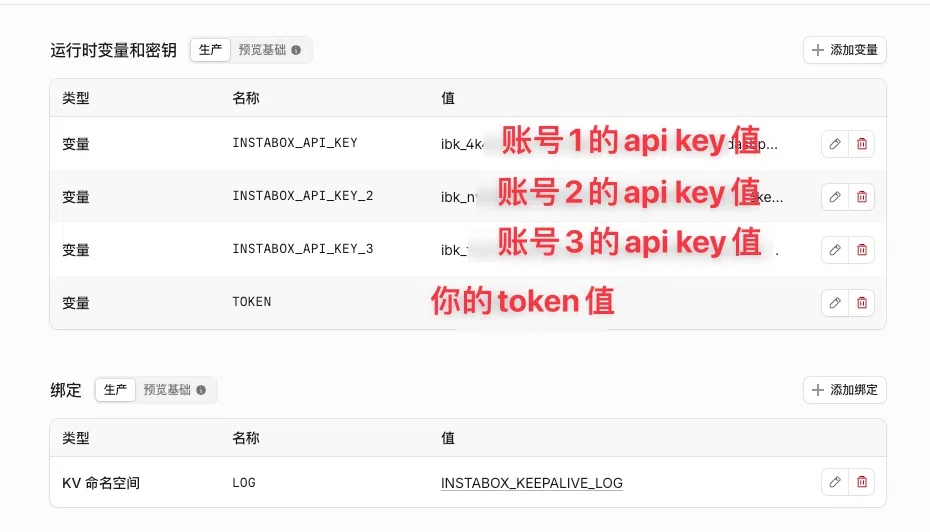 运行时变量和密钥 生产 预览基础 添加变量
类型 名称 值
变量 INSTABOX_API_KEY ibk_4k 账号1的api key值
变量 INSTABOX_API_KEY_2 ibk_n 账号2的api key值 ke...
变量 INSTABOX_API_KEY_3 ibk_ 账号3的api key值
变量 TOKEN 你的token值
绑定 生产 预览基础 添加绑定
类型 名称 值
KV 命名空间 LOG INSTABOX_KEEPALIVE_LOG